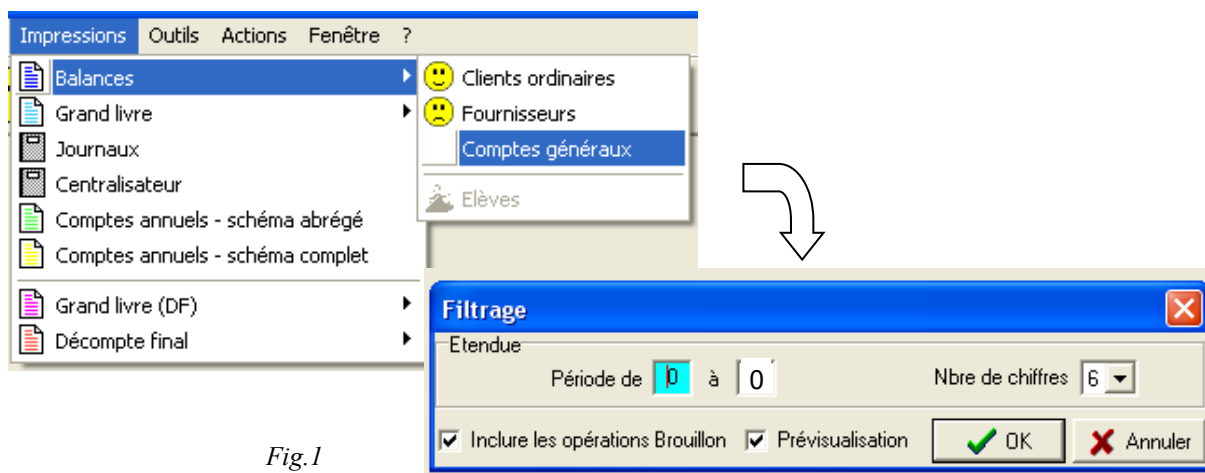 Impressions Outils Actions Fenêtre ?
Balances
Grand livre
Journaux
Centralisateur
Comptes annuels - schéma abrégé
Comptes annuels - schéma complet
Grand livre (DF)
Décompte final
Clients ordinaires
Fournisseurs
Comptes généraux
Elèves
Filtrage
Etendue
Période de 0 à 0 Nbre de chiffres 6
Inclure les opérations Brouillon Prévisualisation OK Annuler
Fig.1